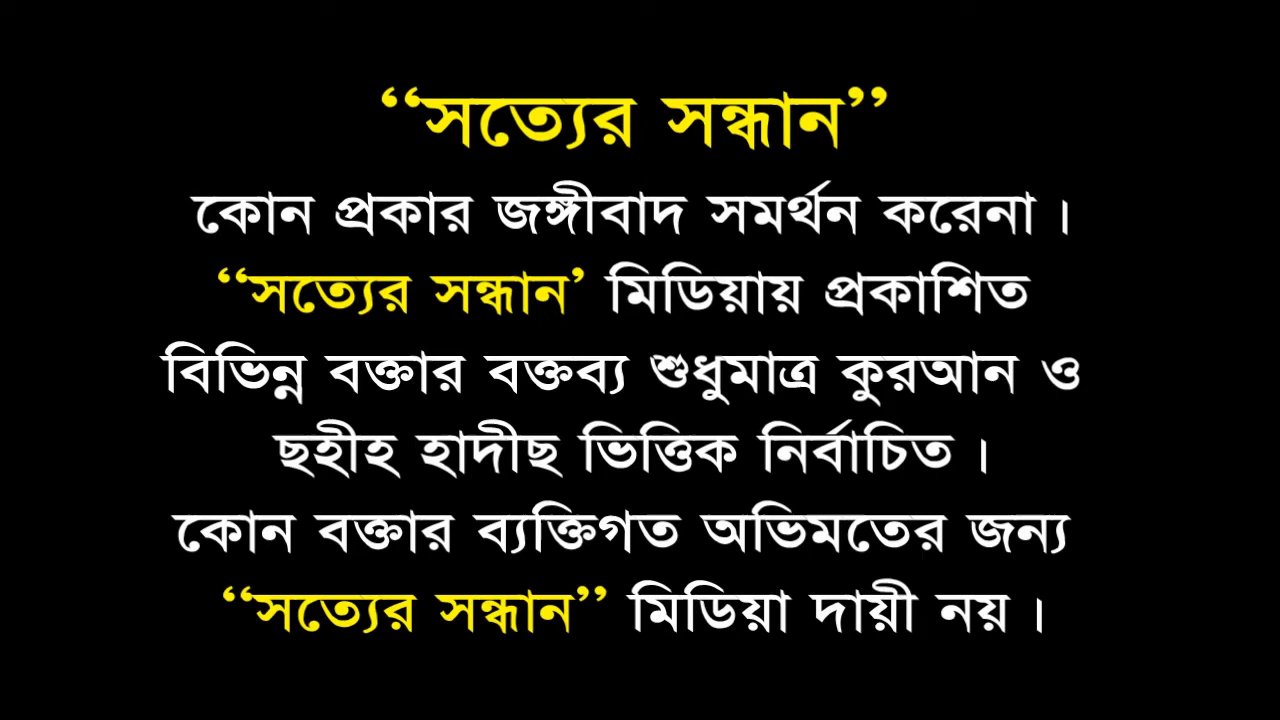 “সত্যের সন্ধান”
কোন প্রকার জঙ্গীবাদ সমর্থন করেনা।
“সত্যের সন্ধান’ মিডিয়ায় প্রকাশিত
বিভিন্ন বক্তার বক্তব্য শুধুমাত্র কুরআন ও
ছহীহ হাদীছ ভিত্তিক নির্বাচিত।
কোন বক্তার ব্যক্তিগত অভিমতের জন্য
“সত্যের সন্ধান” মিডিয়া দায়ী নয়।